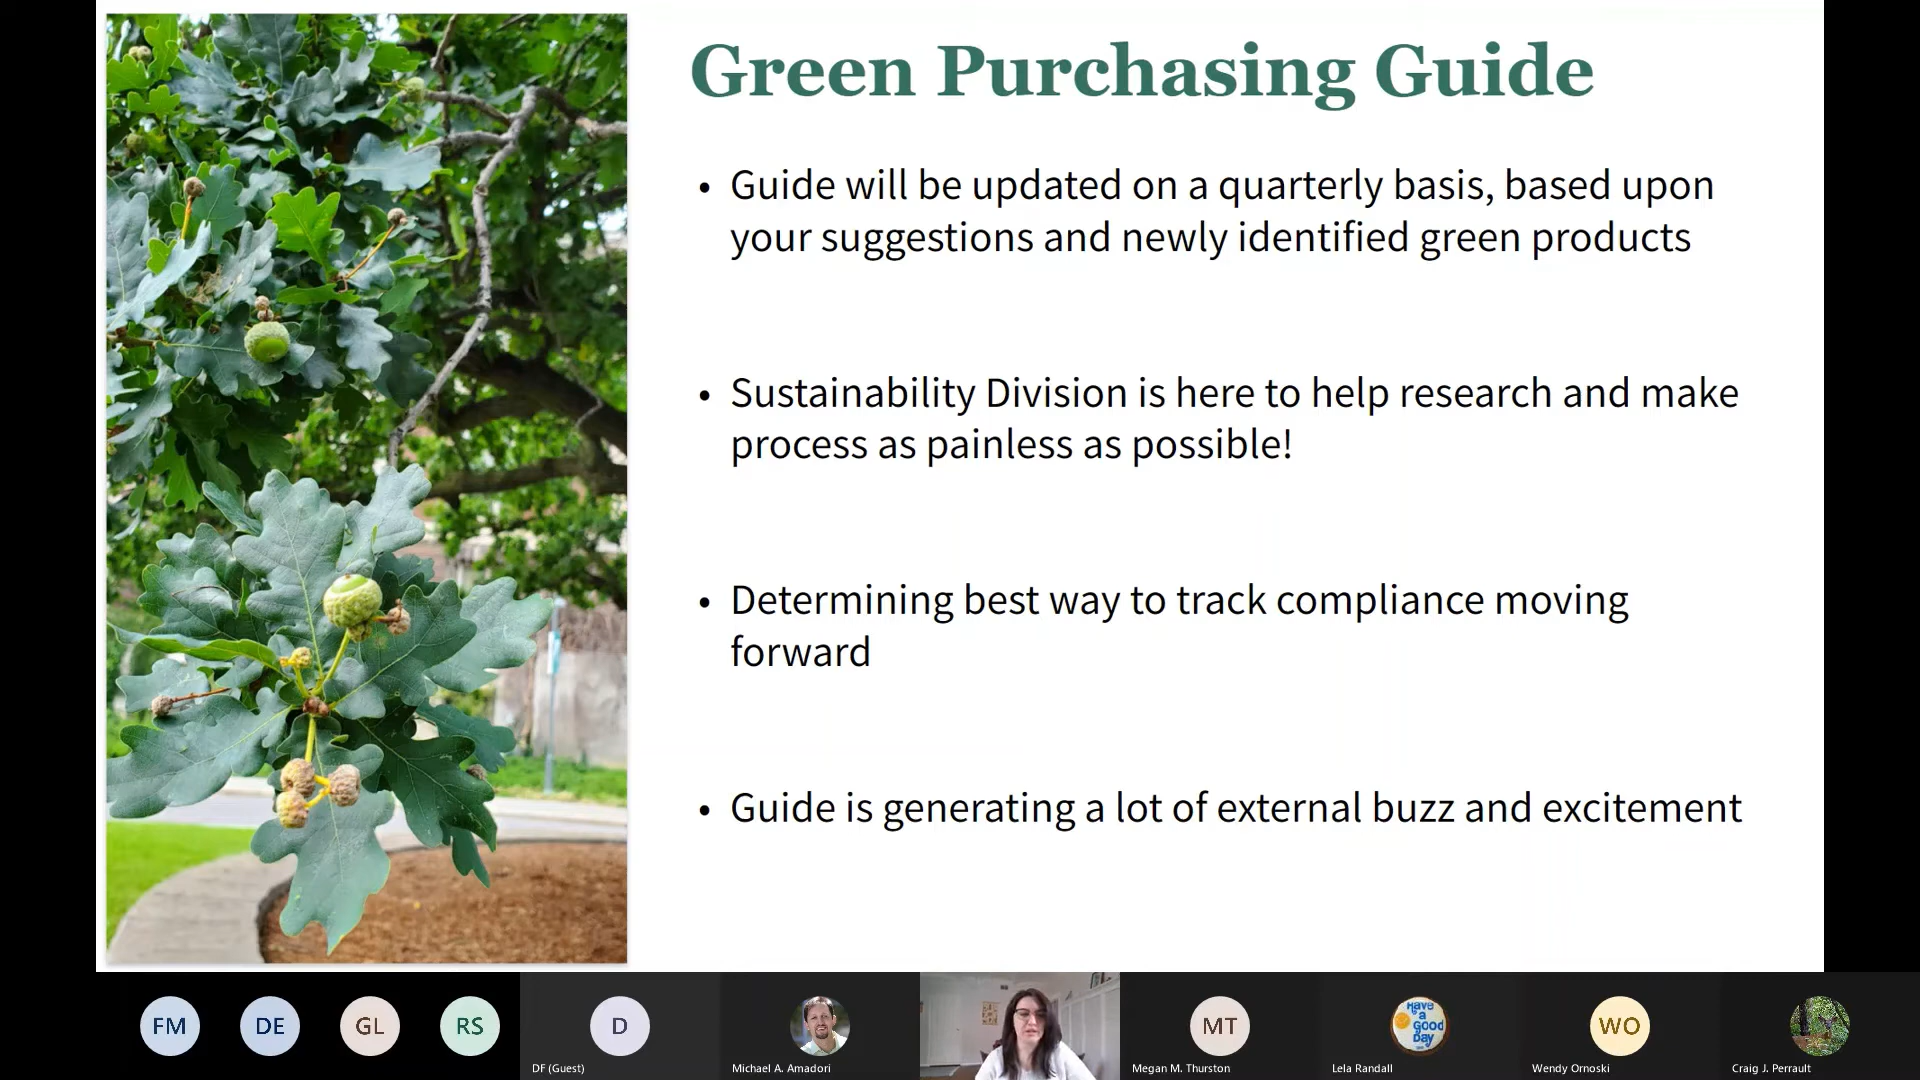 Green Purchasing Guide
• Guide will be updated on a quarterly basis, based upon
your suggestions and newly identified green products
• Sustainability Division is here to help research and make
process as painless as possible!
• Determining best way to track compliance moving
forward
• Guide is generating a lot of external buzz and excitement
FM
DE
GL
RS
D
DF (Guest)
Michael A. Amadori
MT
Megan M. Thurston
Have
a
good
Day
Lela Randall
WO
Wendy Ornoski
Craig J. Perrault